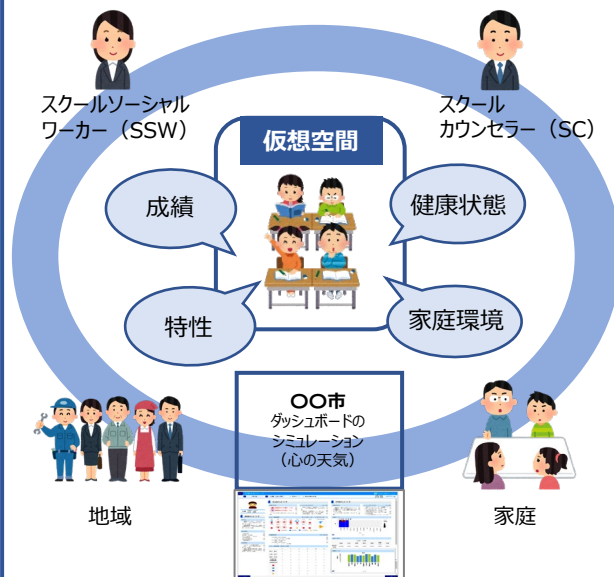 スクールソーシャル
ワーカー（SSW）
スクール
カウンセラー（SC）
仮想空間
成績
健康状態
特性
家庭環境
〇〇市
ダッシュボードの
シミュレーション
（心の天気）
地域
家庭